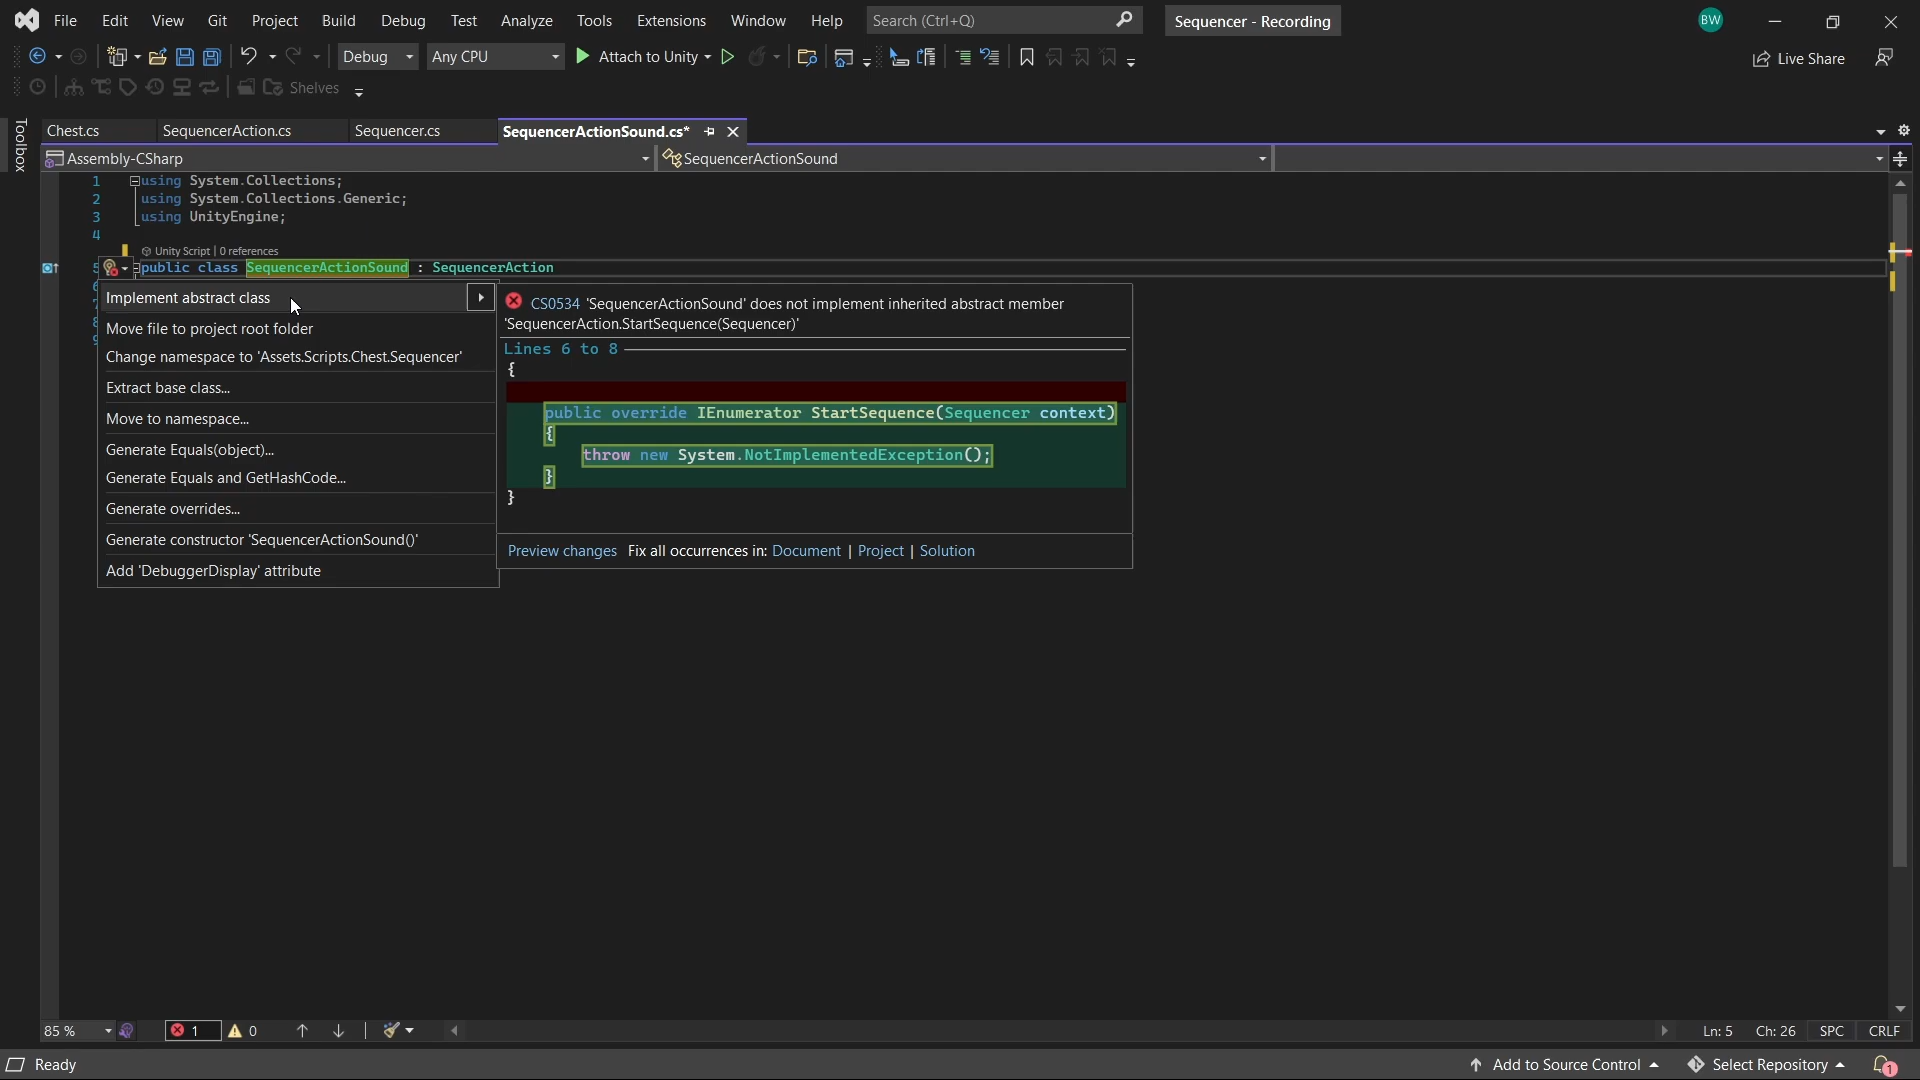 File Edit View Git Project Build Debug Test Analyze Tools Extensions Window Help Search (Ctrl+Q) Sequencer - Recording BW
Debug Any CPU Attach to Unity Live Share
Shelves
Toolbox
Chest.cs SequencerAction.cs Sequencer.cs SequencerActionSound.cs*
Assembly-CSharp SequencerActionSound
1 using System.Collections;
2 using System.Collections.Generic;
3 using UnityEngine;
4
Unity Script | 0 references
5 public class SequencerActionSound : SequencerAction
Implement abstract class
Move file to project root folder
Change namespace to 'Assets.Scripts.Chest.Sequencer'
Extract base class...
Move to namespace...
Generate Equals(object)...
Generate Equals and GetHashCode...
Generate overrides...
Generate constructor 'SequencerActionSound()'
Add 'DebuggerDisplay' attribute
CS0534 'SequencerActionSound' does not implement inherited abstract member
'SequencerAction.StartSequence(Sequencer)'
Lines 6 to 8
{
public override IEnumerator StartSequence(Sequencer context)
{
throw new System.NotImplementedException();
}
}
Preview changes Fix all occurrences in: Document | Project | Solution
85 % 1 0 Ln: 5 Ch: 26 SPC CRLF
Ready Add to Source Control Select Repository 1